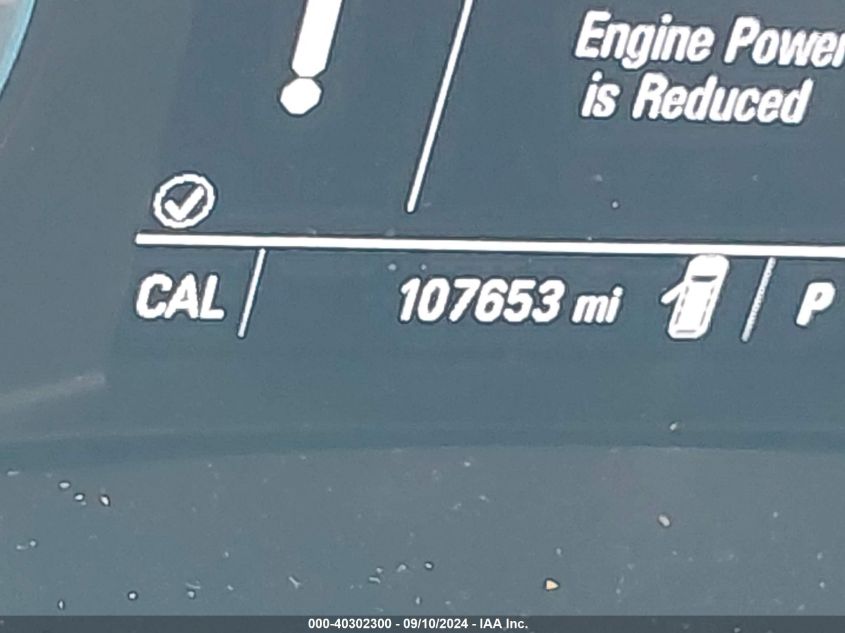 Engine Power
is Reduced
CAL
107653 mi
P
000-40302300 - 09/10/2024 - IAA Inc.